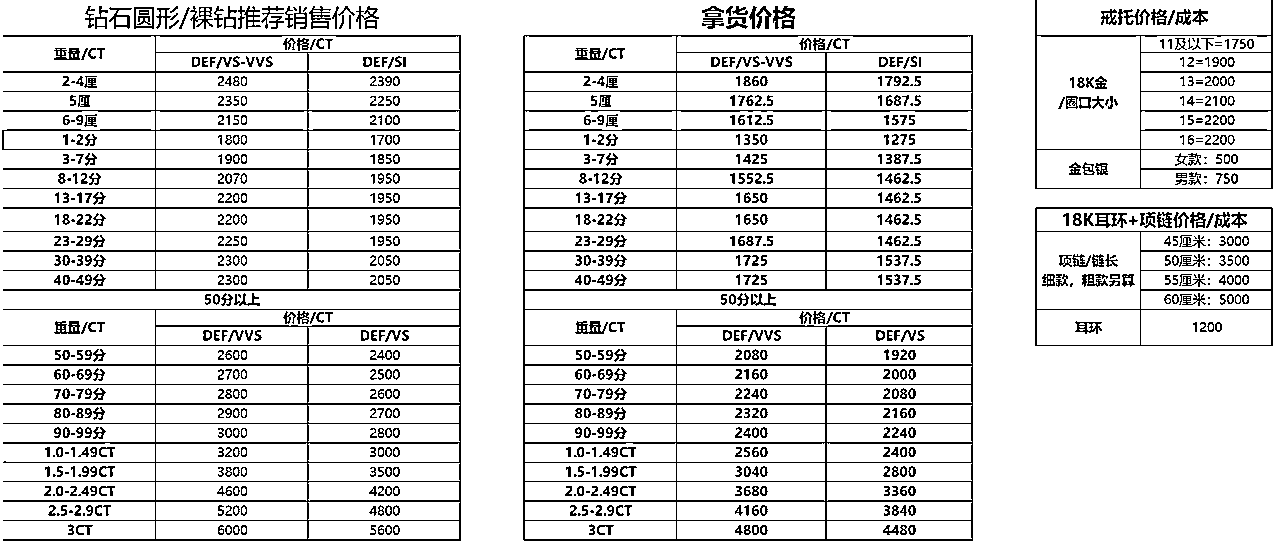 钻石圆形/裸钻推荐销售价格
重量/CT 价格/CT
DEF/VS-VVS DEF/SI
2-4厘 2480 2390
5厘 2350 2250
6-9厘 2150 2100
1-2分 1800 1700
3-7分 1900 1850
8-12分 2070 1950
13-17分 2200 1950
18-22分 2200 1950
23-29分 2250 1950
30-39分 2300 2050
40-49分 2300 2050
50分以上
重量/CT 价格/CT
DEF/VVS DEF/VS
50-59分 2600 2400
60-69分 2700 2500
70-79分 2800 2600
80-89分 2900 2700
90-99分 3000 2800
1.0-1.49CT 3200 3000
1.5-1.99CT 3800 3500
2.0-2.49CT 4600 4200
2.5-2.9CT 5200 4800
3CT 6000 5600
拿货价格
重量/CT 价格/CT
DEF/VS-VVS DEF/SI
2-4厘 1860 1792.5
5厘 1762.5 1687.5
6-9厘 1612.5 1575
1-2分 1350 1275
3-7分 1425 1387.5
8-12分 1552.5 1462.5
13-17分 1650 1462.5
18-22分 1650 1462.5
23-29分 1687.5 1462.5
30-39分 1725 1537.5
40-49分 1725 1537.5
50分以上
重量/CT 价格/CT
DEF/VVS DEF/VS
50-59分 2080 1920
60-69分 2160 2000
70-79分 2240 2080
80-89分 2320 2160
90-99分 2400 2240
1.0-1.49CT 2560 2400
1.5-1.99CT 3040 2800
2.0-2.49CT 3680 3360
2.5-2.9CT 4160 3840
3CT 4800 4480
戒托价格/成本
18K金
/圈口大小
11及以下=1750
12=1900
13=2000
14=2100
15=2200
16=2200
金包银
女款：500
男款：750
18K耳环+项链价格/成本
项链/链长
细款，粗款另算
45厘米：3000
50厘米：3500
55厘米：4000
60厘米：5000
耳环 1200